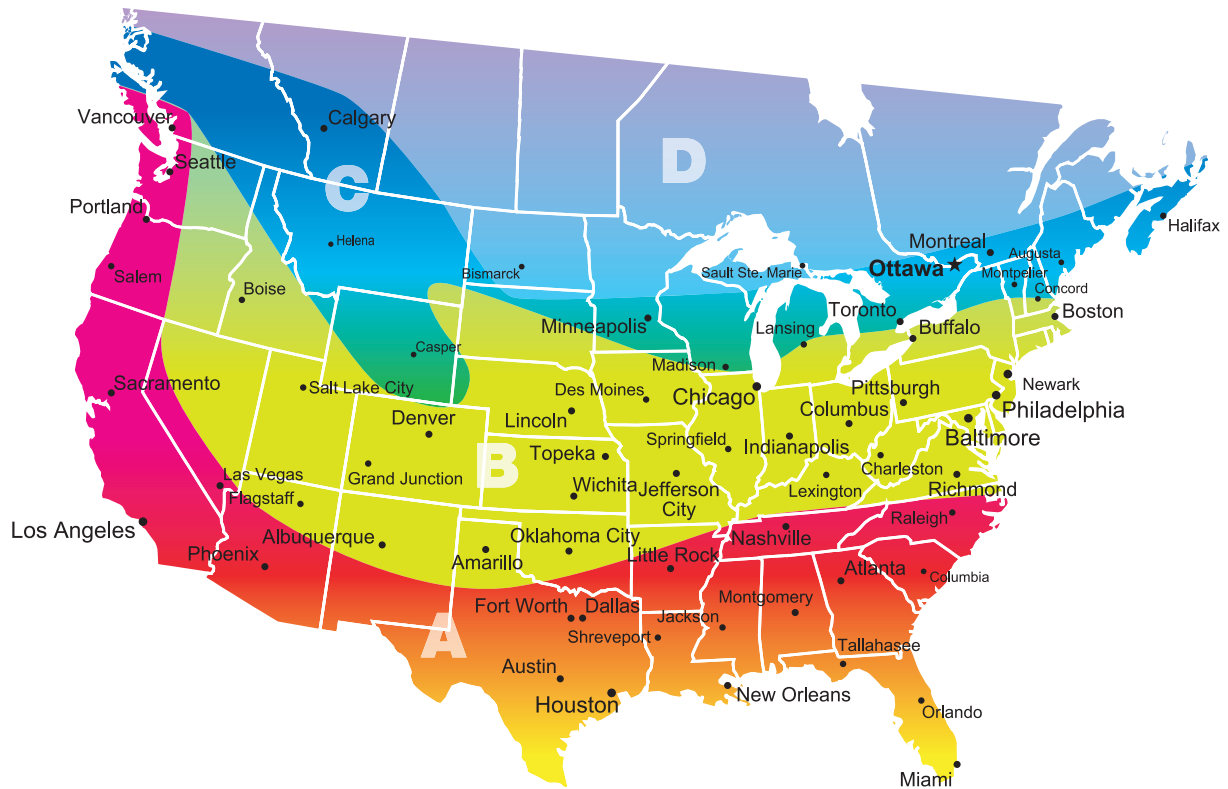 Vancouver
Calgary
Seattle
D
C
Portland
Halifax
Helena
Montreal
Augusta
Salem
Bismarck
Sault Ste. Marie
Ottawa
Montpelier
Boise
Concord
Toronto
Boston
Minneapolis
Lansing
Buffalo
Casper
Madison
Sacramento
Salt Lake City
Des Moines
Chicago
Pittsburgh
Newark
Denver
Lincoln
Columbus
Philadelphia
Springfield
Indianapolis
Baltimore
Topeka
B
Las Vegas
Grand Junction
Charleston
Flagstaff
Wichita
Jefferson
City
Lexington
Richmond
Los Angeles
Raleigh
Albuquerque
Oklahoma City
Nashville
Phoenix
Amarillo
Little Rock
Atlanta
Columbia
Fort Worth
Dallas
Montgomery
Jackson
A
Shreveport
Tallahasee
Austin
Houston
New Orleans
Orlando
Miami